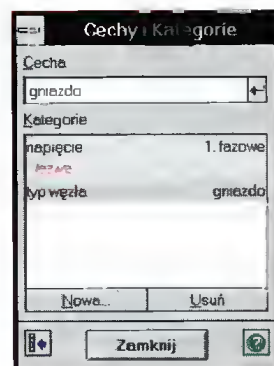 Cechy i Kategorie
Cecha
gniazdo
Kategorie
napięcie 1. fazowe
typ węzła gniazdo
Nowa... Usuń
Zamknij